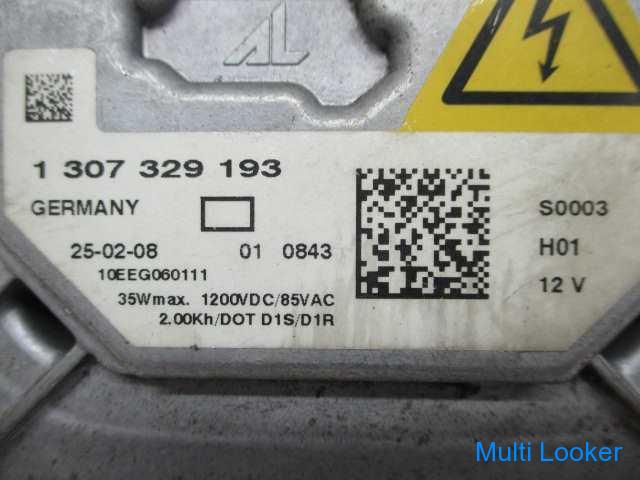 AL
1 307 329 193
GERMANY
S0003
25-02-08 01 0843
H01
10EEG060111
12 V
35Wmax. 1200VDC/85VAC
2.00Kh/DOT D1S/D1R
Multi Looker